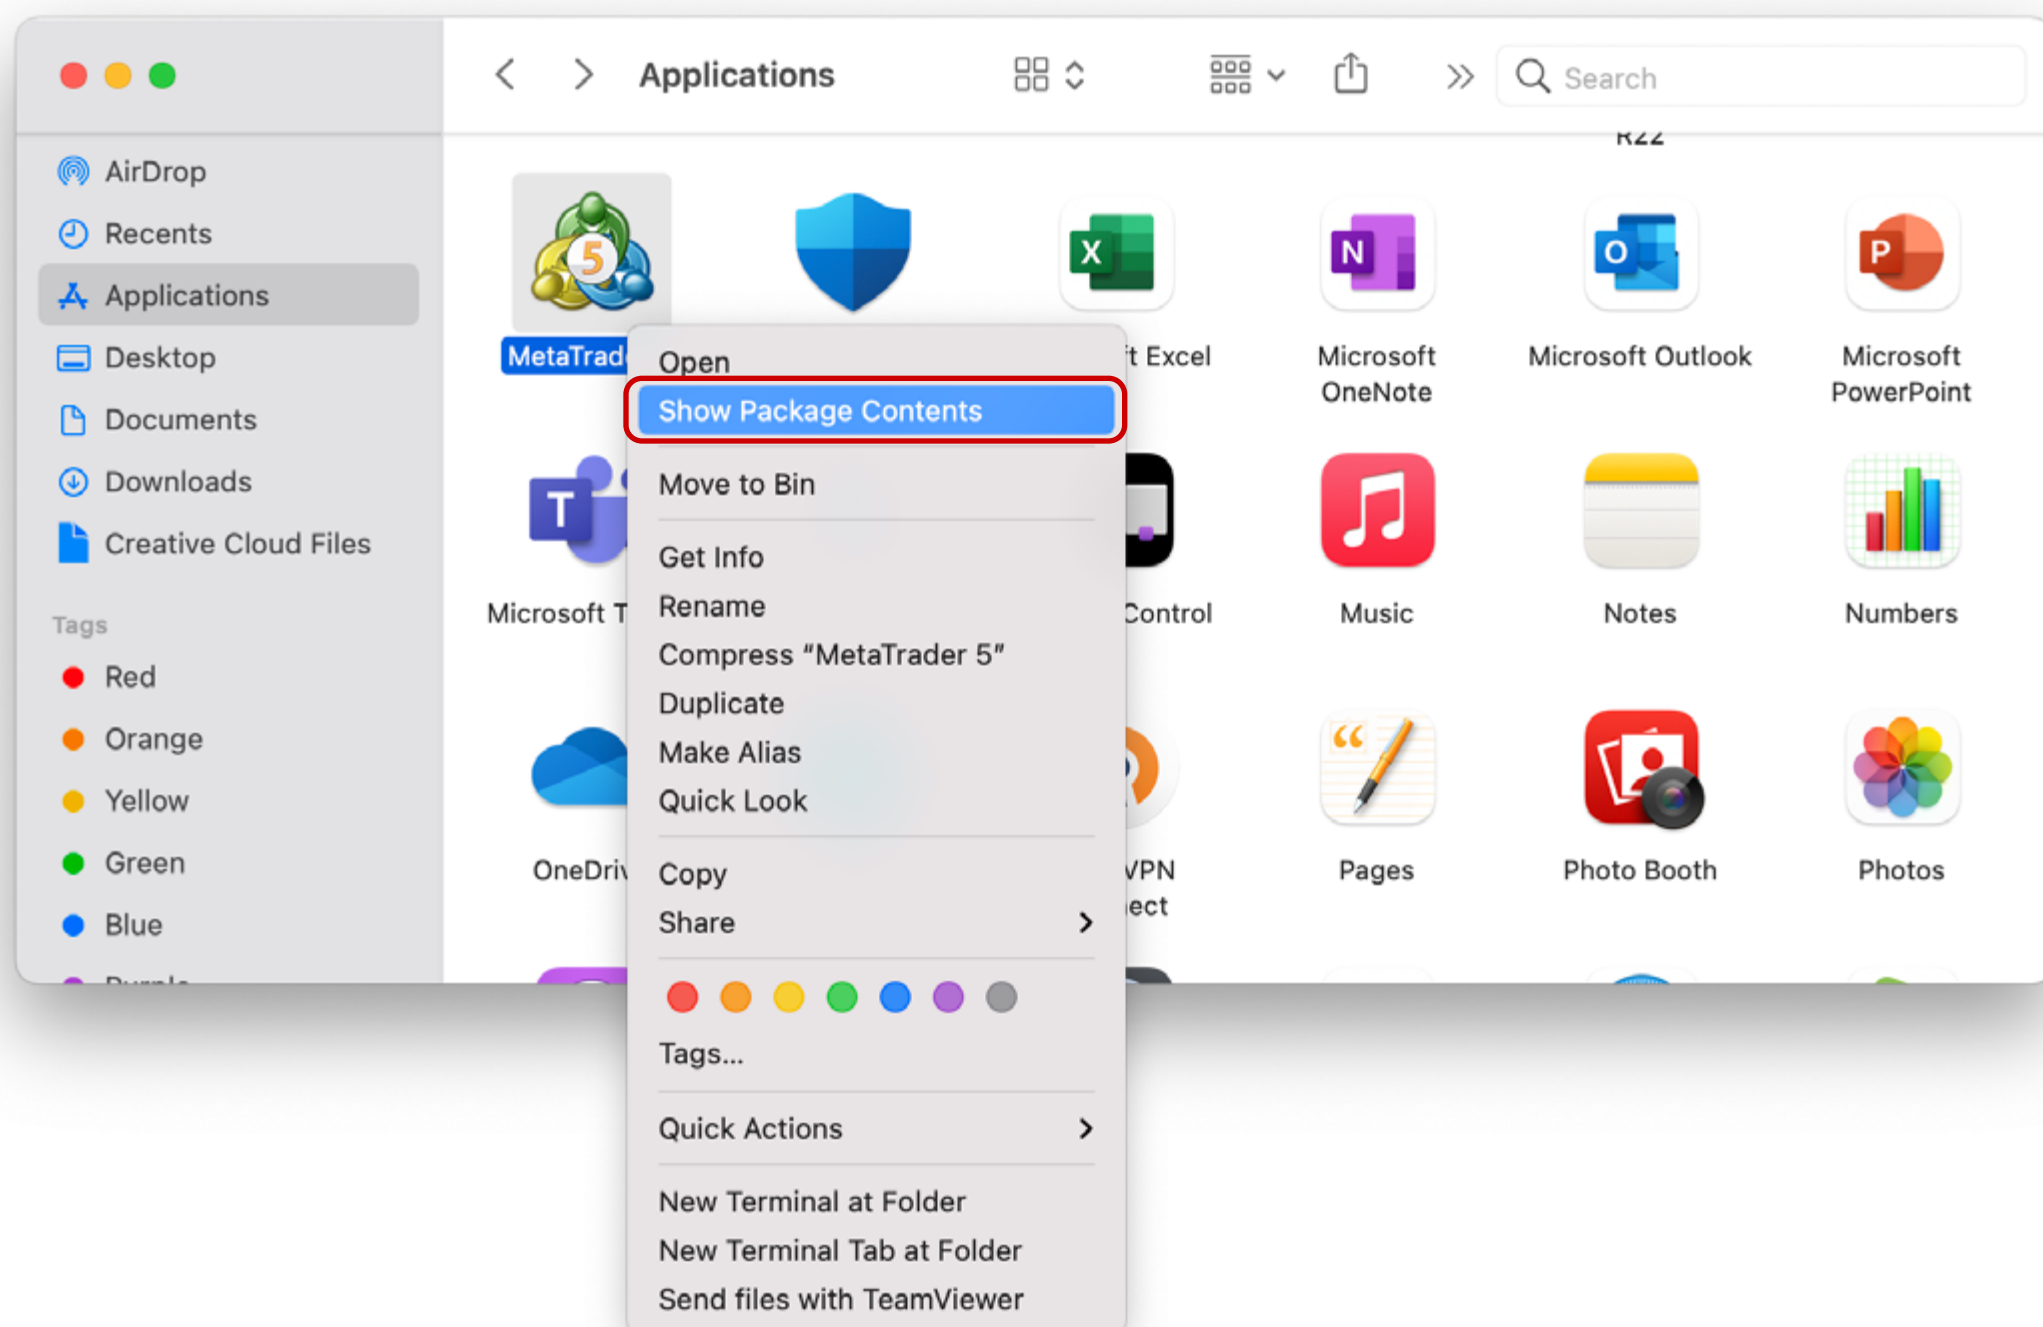 Applications
Search
R22
AirDrop
Recents
Applications
Desktop
Documents
Downloads
Creative Cloud Files
Tags
Red
Orange
Yellow
Green
Blue
5
X
N
O
P
MetaTrad
t Excel
Microsoft
OneNote
Microsoft Outlook
Microsoft
PowerPoint
T
Microsoft T
Control
Music
Notes
Numbers
OneDriv
VPN
ect
Pages
Photo Booth
Photos
Open
Show Package Contents
Move to Bin
Get Info
Rename
Compress “MetaTrader 5”
Duplicate
Make Alias
Quick Look
Copy
Share
Tags...
Quick Actions
New Terminal at Folder
New Terminal Tab at Folder
Send files with TeamViewer